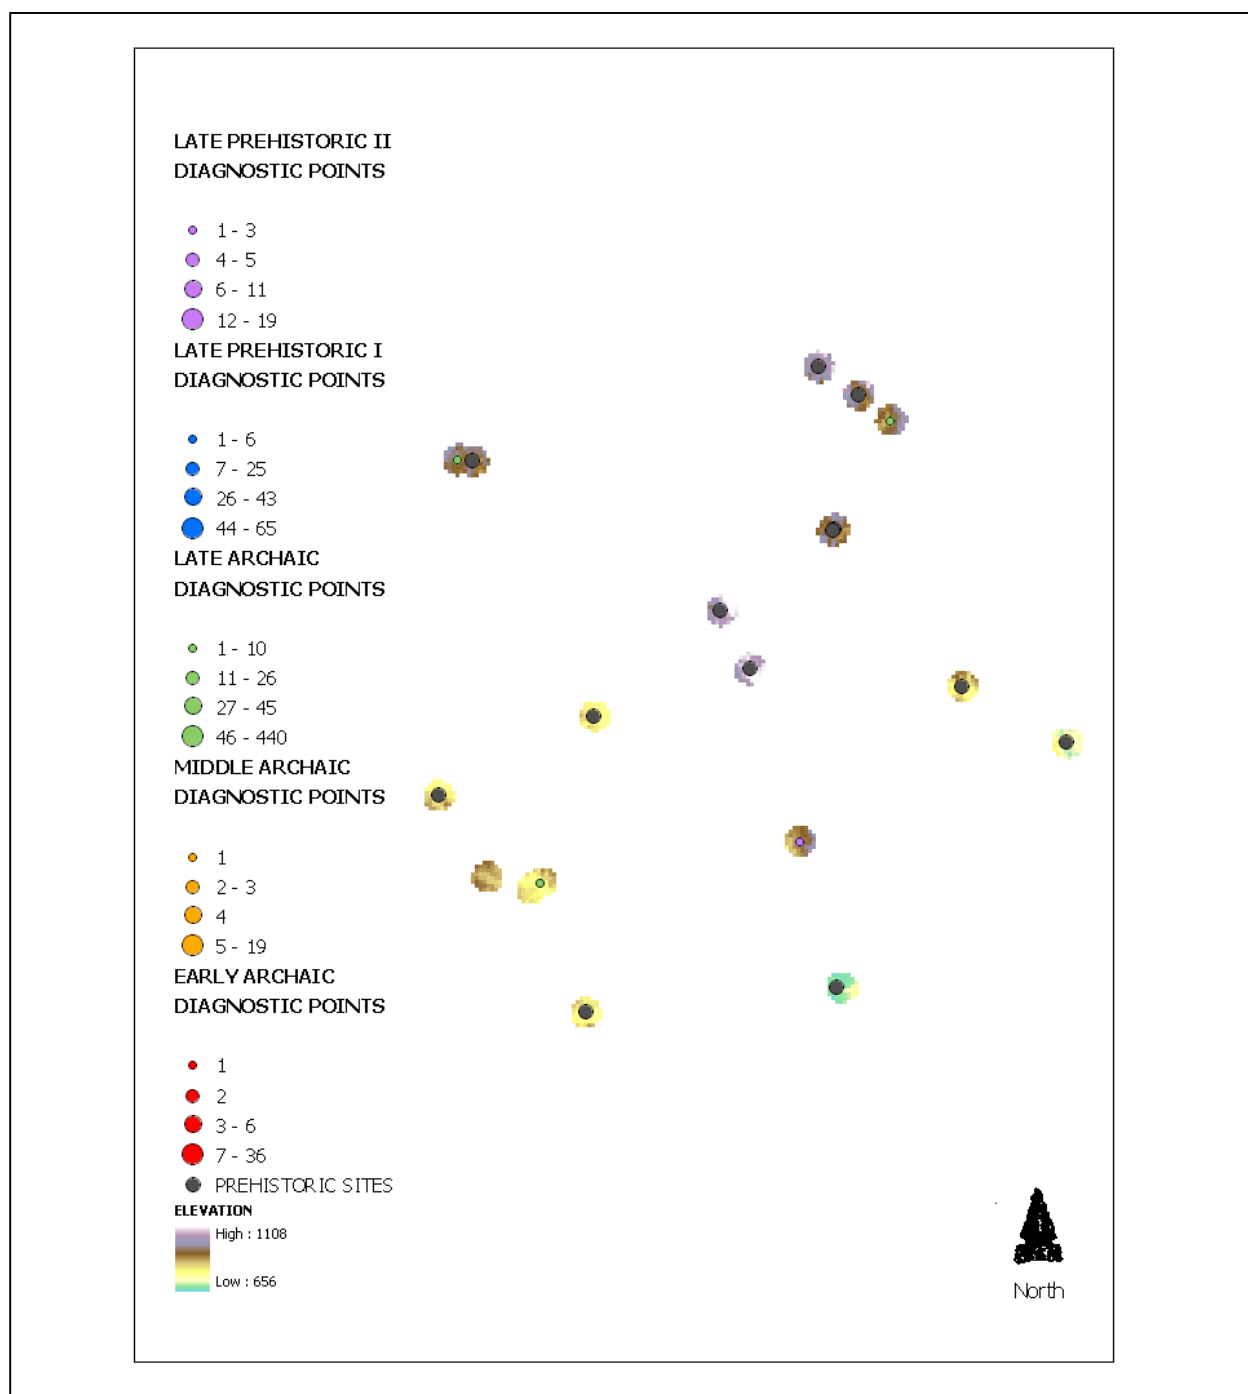 LATE PREHISTORIC II
DIAGNOSTIC POINTS
1 - 3
4 - 5
6 - 11
12 - 19
LATE PREHISTORIC I
DIAGNOSTIC POINTS
1 - 6
7 - 25
26 - 43
44 - 65
LATE ARCHAIC
DIAGNOSTIC POINTS
1 - 10
11 - 26
27 - 45
46 - 440
MIDDLE ARCHAIC
DIAGNOSTIC POINTS
1
2 - 3
4
5 - 19
EARLY ARCHAIC
DIAGNOSTIC POINTS
1
2
3 - 6
7 - 36
PREHISTORIC SITES
ELEVATION
High : 1108
Low : 656
North